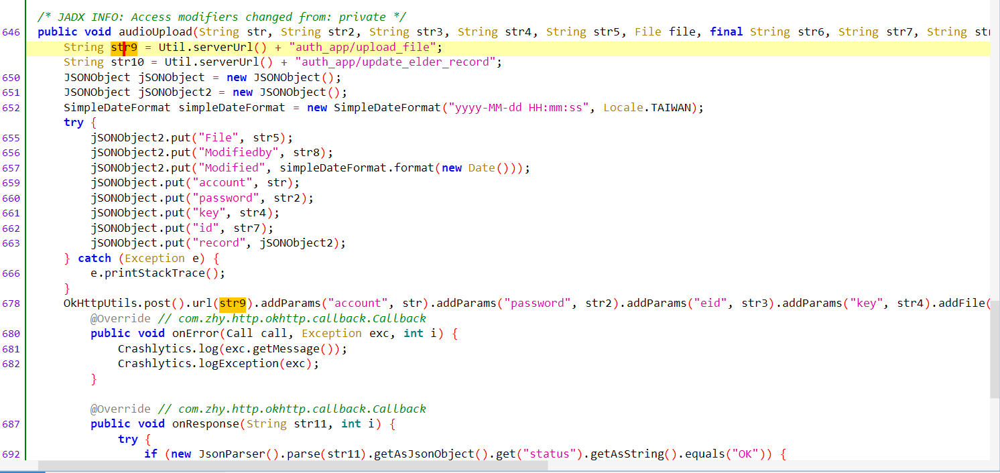 /* JADX INFO: Access modifiers changed from: private */
646 public void audioUpload(String str, String str2, String str3, String str4, String str5, File file, final String str6, String str7, String
String str9 = Util.serverUrl() + "auth_app/upload_file";
String str10 = Util.serverUrl() + "auth_app/update_elder_record";
650 JSONObject jSONObject = new JSONObject();
651 JSONObject jSONObject2 = new JSONObject();
652 SimpleDateFormat simpleDateFormat = new SimpleDateFormat("yyyy-MM-dd HH:mm:ss", Locale.TAIWAN);
try {
655 jSONObject2.put("File", str5);
656 jSONObject2.put("Modifiedby", str8);
657 jSONObject2.put("Modified", simpleDateFormat.format(new Date()));
659 jSONObject.put("account", str);
660 jSONObject.put("password", str2);
661 jSONObject.put("key", str4);
662 jSONObject.put("id", str7);
663 jSONObject.put("record", jSONObject2);
} catch (Exception e) {
666 e.printStackTrace();
}
678 OkHttpUtils.post().url(str9).addParams("account", str).addParams("password", str2).addParams("eid", str3).addParams("key", str4).addFile(
@Override // com.zhy.http.okhttp.callback.Callback
680 public void onError(Call call, Exception exc, int i) {
681 Crashlytics.log(exc.getMessage());
682 Crashlytics.logException(exc);
}
@Override // com.zhy.http.okhttp.callback.Callback
687 public void onResponse(String str11, int i) {
try {
692 if (new JsonParser().parse(str11).getAsJsonObject().get("status").getAsString().equals("OK")) {